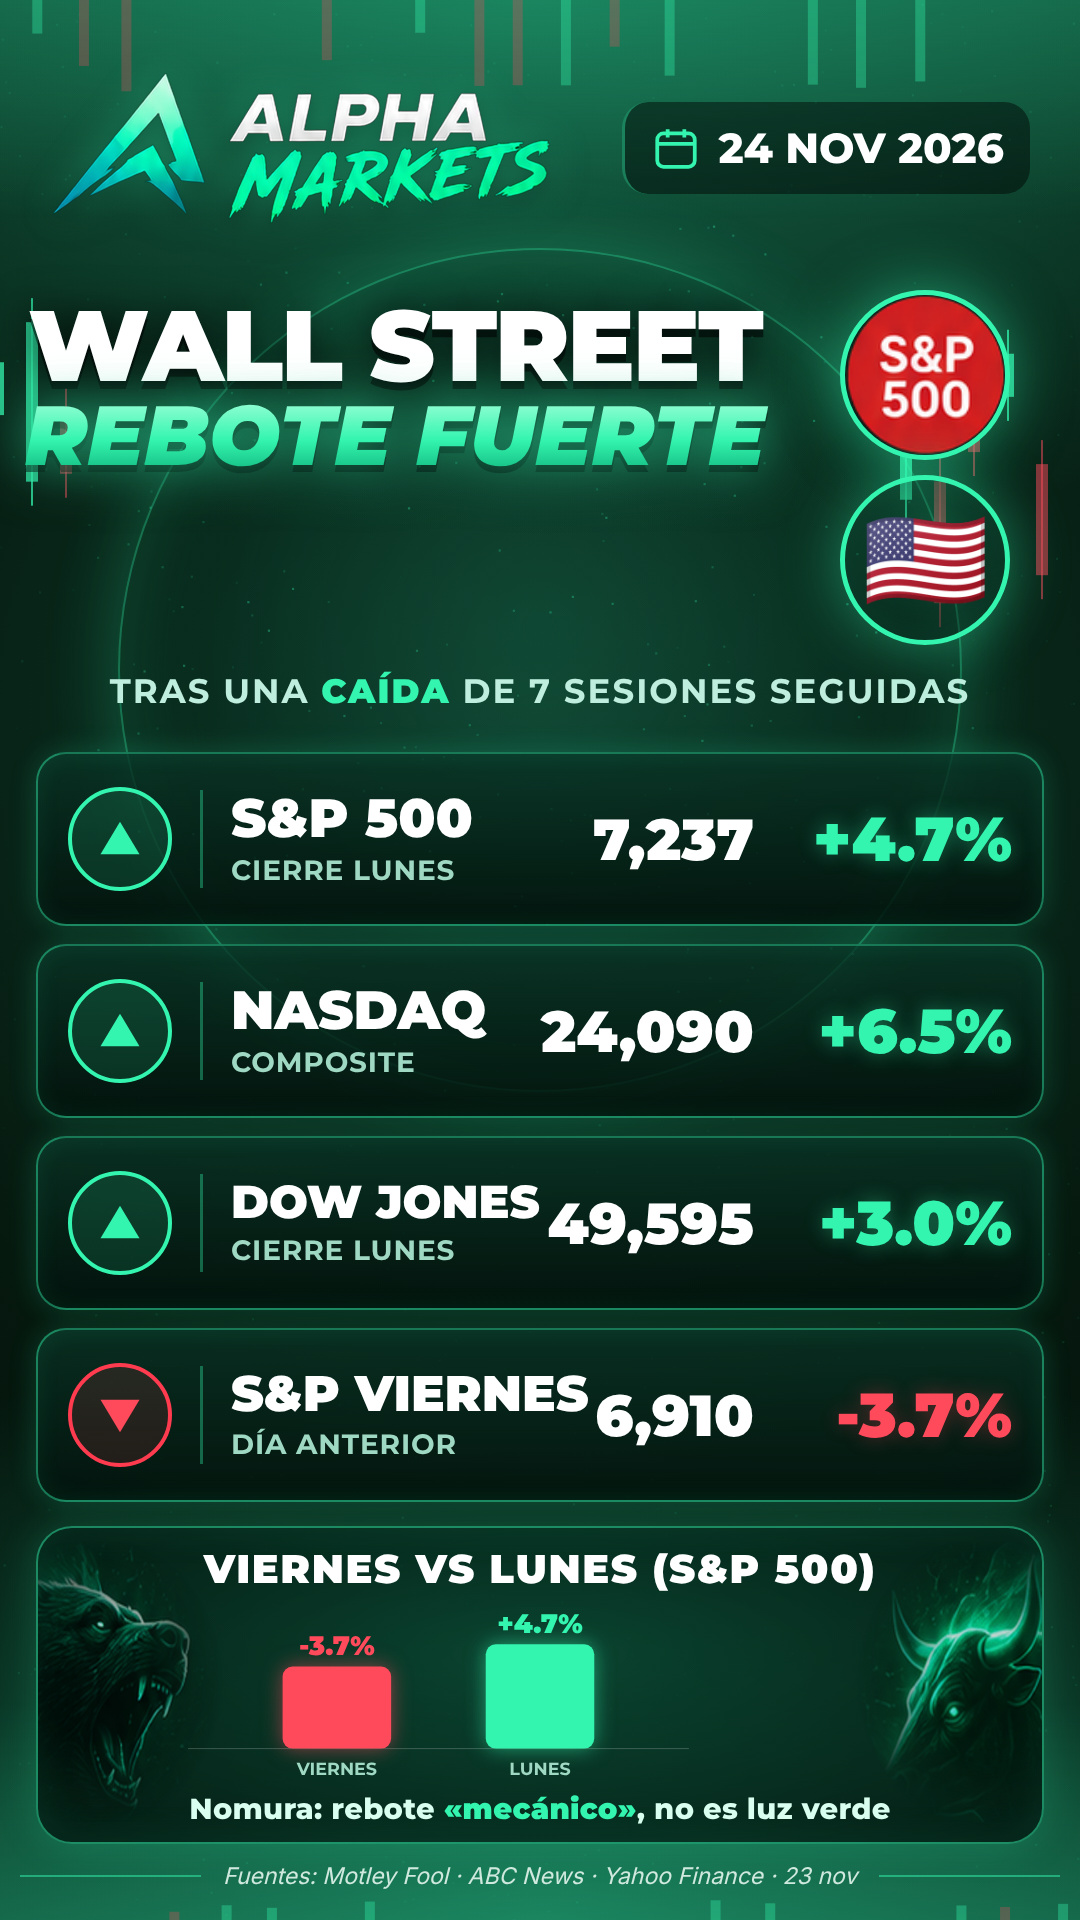 ALPHA
MARKETS
24 NOV 2026
WALL STREET
REBOTE FUERTE
S&P
500
TRAS UNA CAÍDA DE 7 SESIONES SEGUIDAS
S&P 500
CIERRE LUNES
7,237
+4.7%
NASDAQ
COMPOSITE
24,090
+6.5%
DOW JONES
CIERRE LUNES
49,595
+3.0%
S&P VIERNES
DÍA ANTERIOR
6,910
-3.7%
VIERNES VS LUNES (S&P 500)
-3.7%
+4.7%
VIERNES
LUNES
Nomura: rebote «mecánico», no es luz verde
Fuentes: Motley Fool · ABC News · Yahoo Finance · 23 nov